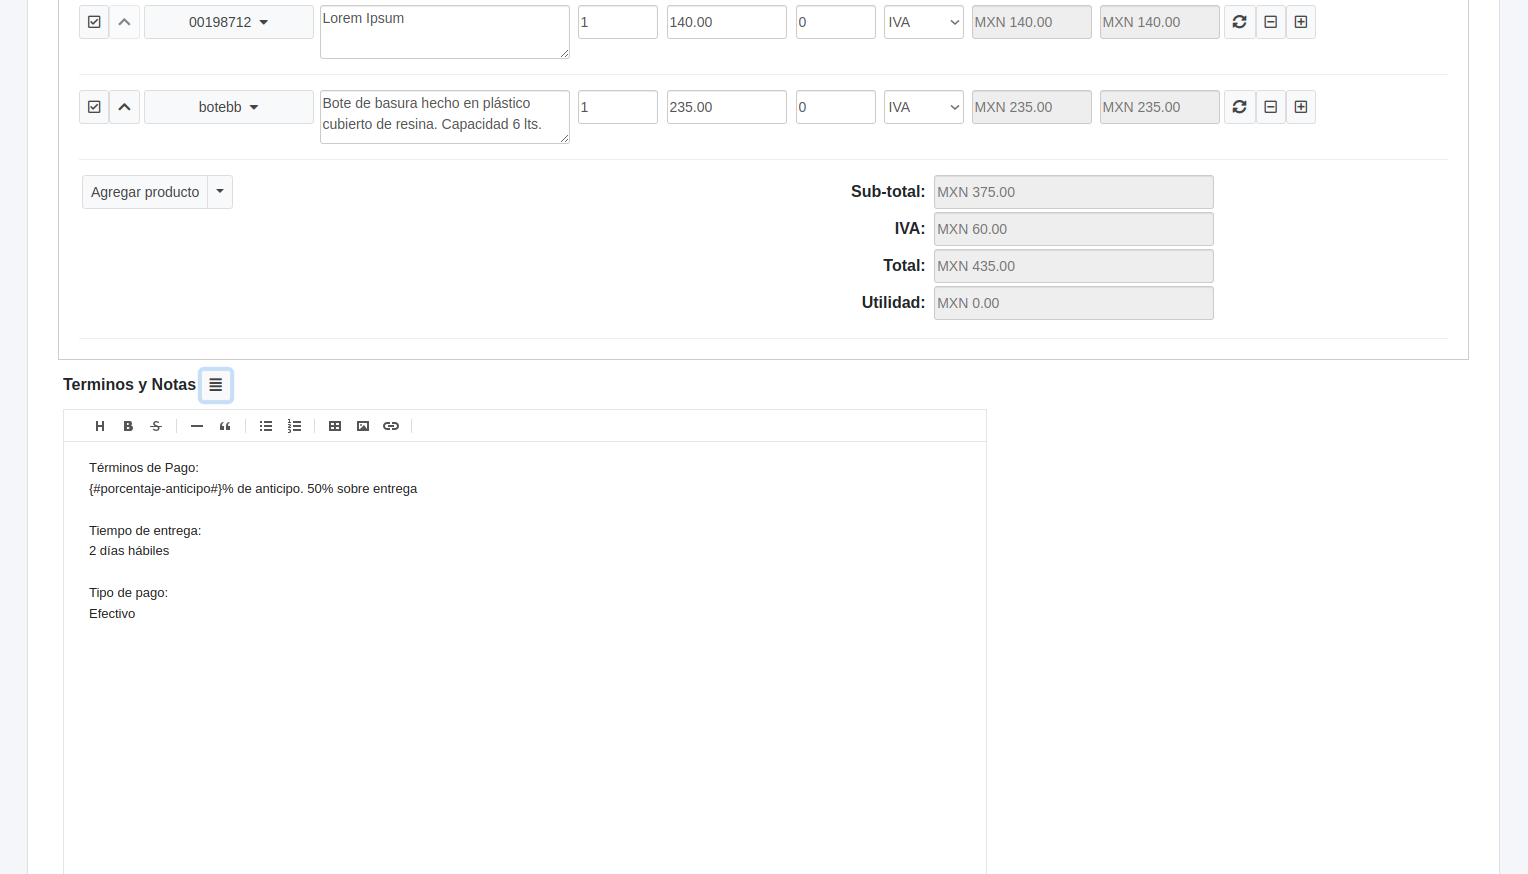 00198712 Lorem Ipsum 1 140.00 0 IVA MXN 140.00 MXN 140.00
botebb Bote de basura hecho en plástico cubierto de resina. Capacidad 6 lts. 1 235.00 0 IVA MXN 235.00 MXN 235.00
Agregar producto
Sub-total: MXN 375.00
IVA: MXN 60.00
Total: MXN 435.00
Utilidad: MXN 0.00
Terminos y Notas
Términos de Pago:
{#porcentaje-anticipo#}% de anticipo. 50% sobre entrega
Tiempo de entrega:
2 días hábiles
Tipo de pago:
Efectivo